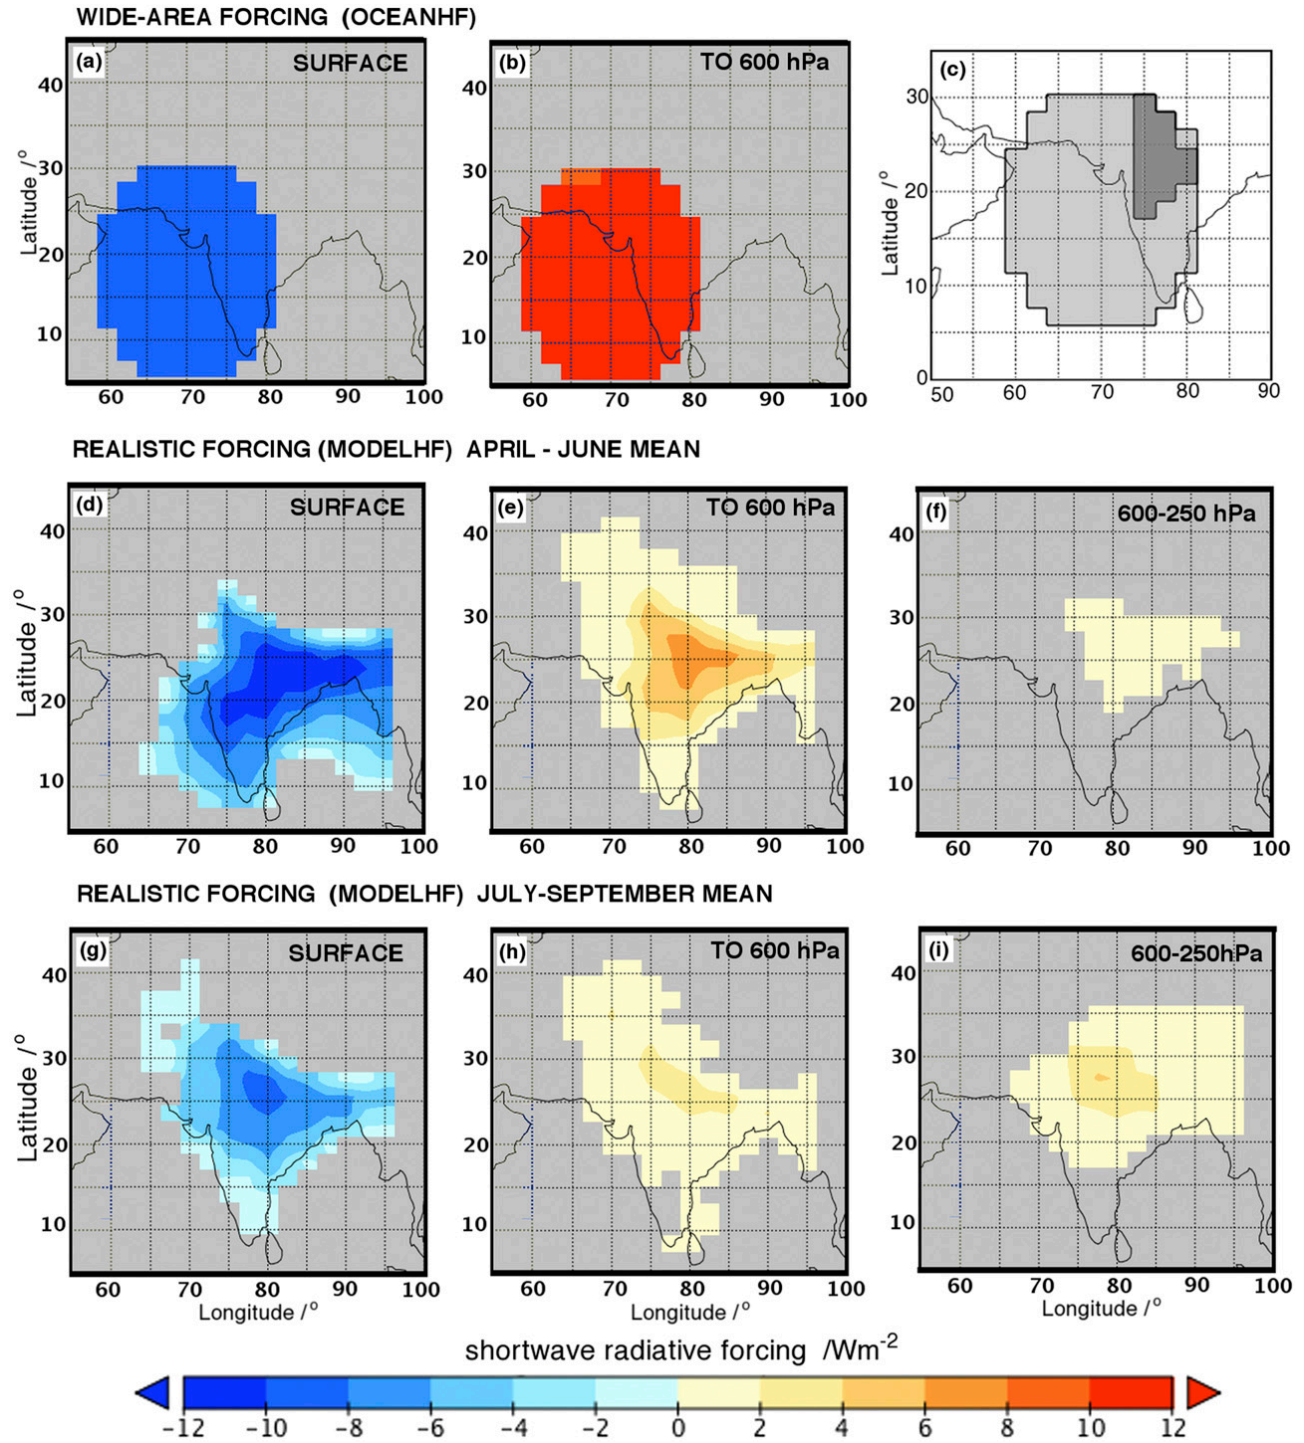 WIDE-AREA FORCING (OCEANHF)
(a) SURFACE
(b) TO 600 hPa
(c)
Latitude /°
40
30
20
10
60 70 80 90 100
40
30
20
10
60 70 80 90 100
Latitude /°
30
20
10
0
50 60 70 80 90
REALISTIC FORCING (MODELHF) APRIL - JUNE MEAN
(d) SURFACE
(e) TO 600 hPa
(f) 600-250 hPa
Latitude /°
40
30
20
10
60 70 80 90 100
40
30
20
10
60 70 80 90 100
40
30
20
10
60 70 80 90 100
REALISTIC FORCING (MODELHF) JULY-SEPTEMBER MEAN
(g) SURFACE
(h) TO 600 hPa
(i) 600-250hPa
Latitude /°
40
30
20
10
60 70 80 90 100
Longitude /°
40
30
20
10
60 70 80 90 100
Longitude /°
40
30
20
10
60 70 80 90 100
Longitude /°
shortwave radiative forcing /Wm-2
-12 -10 -8 -6 -4 -2 0 2 4 6 8 10 12